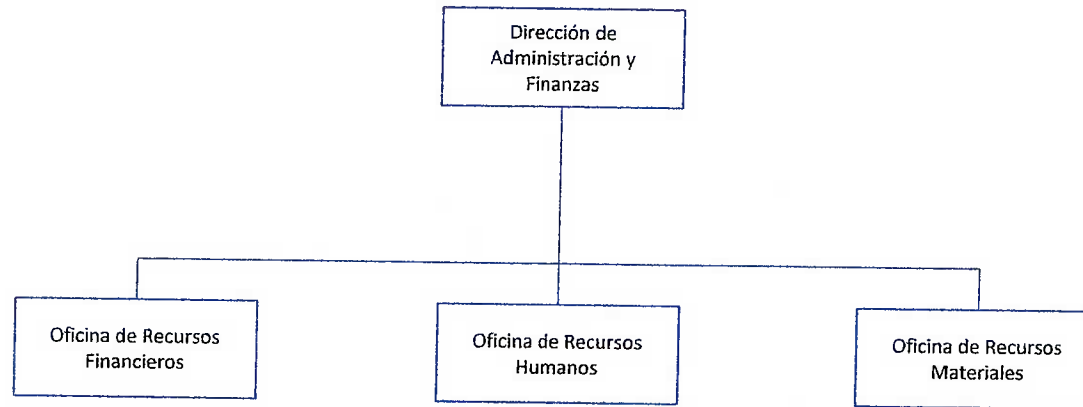 Dirección de
Administración y
Finanzas
Oficina de Recursos
Financieros
Oficina de Recursos
Humanos
Oficina de Recursos
Materiales